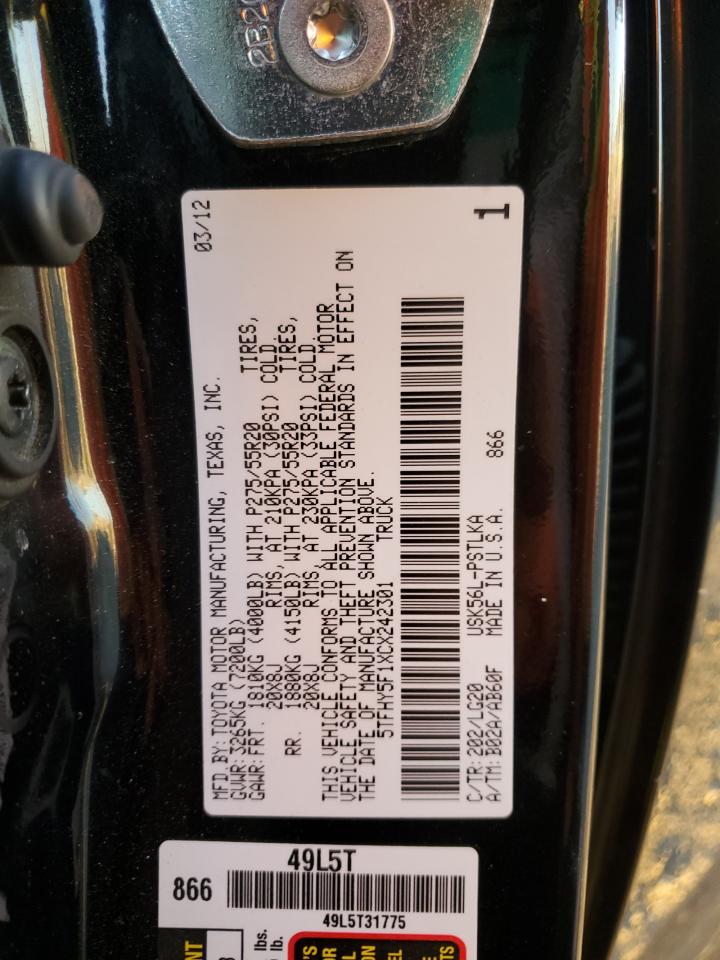 MFD.BY:TOYOTA MOTOR MANUFACTURING, TEXAS, INC. 03/12
GVWR:3265KG (7200LB)
GAWR:FRT. 1810KG (4000LB) WITH P275/55R20 TIRES,
20X8J RIMS, AT 210KPA (30PSI) COLD.
RR. 1880KG (4150LB) WITH P275/55R20 TIRES,
20X8J RIMS, AT 230KPA (33PSI) COLD.
THIS VEHICLE CONFORMS TO ALL APPLICABLE FEDERAL MOTOR
VEHICLE SAFETY AND THEFT PREVENTION STANDARDS IN EFFECT ON
THE DATE OF MANUFACTURE SHOWN ABOVE.
5TFHY5F1XCX242301 TRUCK
C/TR:202/LG20 USK56L-PSTLKA
A/TM:B02A/AB60F MADE IN U.S.A. 866
1
49L5T
866
49L5T31775
lbs.
lb.